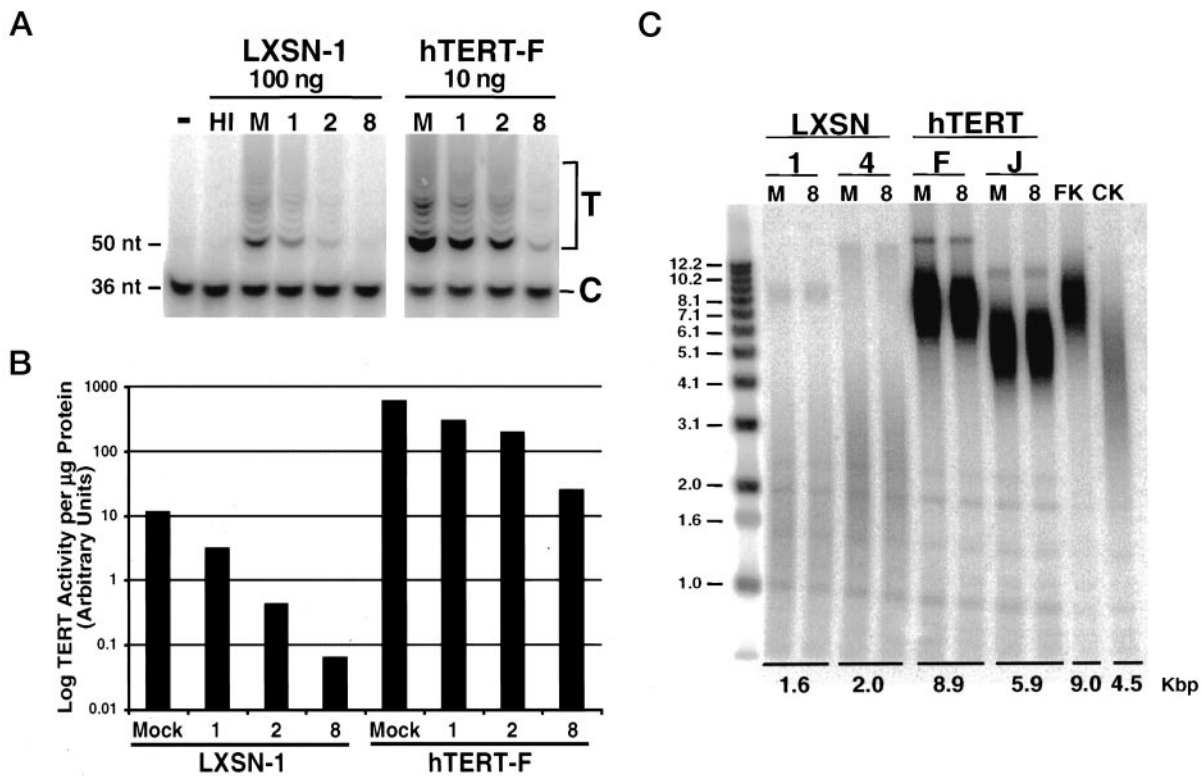 A
LXSN-1 hTERT-F
100 ng 10 ng
- HI M 1 2 8 M 1 2 8
T
50 nt –
36 nt – – C
B
Log TERT Activity per µg Protein
(Arbitrary Units)
1000
100
10
1
0.1
0.01
Mock 1 2 8 Mock 1 2 8
LXSN-1 hTERT-F
C
LXSN hTERT
1 4 F J
M 8 M 8 M 8 M 8 FK CK
12.2 –
10.2 –
8.1 –
7.1 –
6.1 –
5.1 –
4.1 –
3.1 –
2.0 –
1.6 –
1.0 –
1.6 2.0 8.9 5.9 9.0 4.5 Kbp